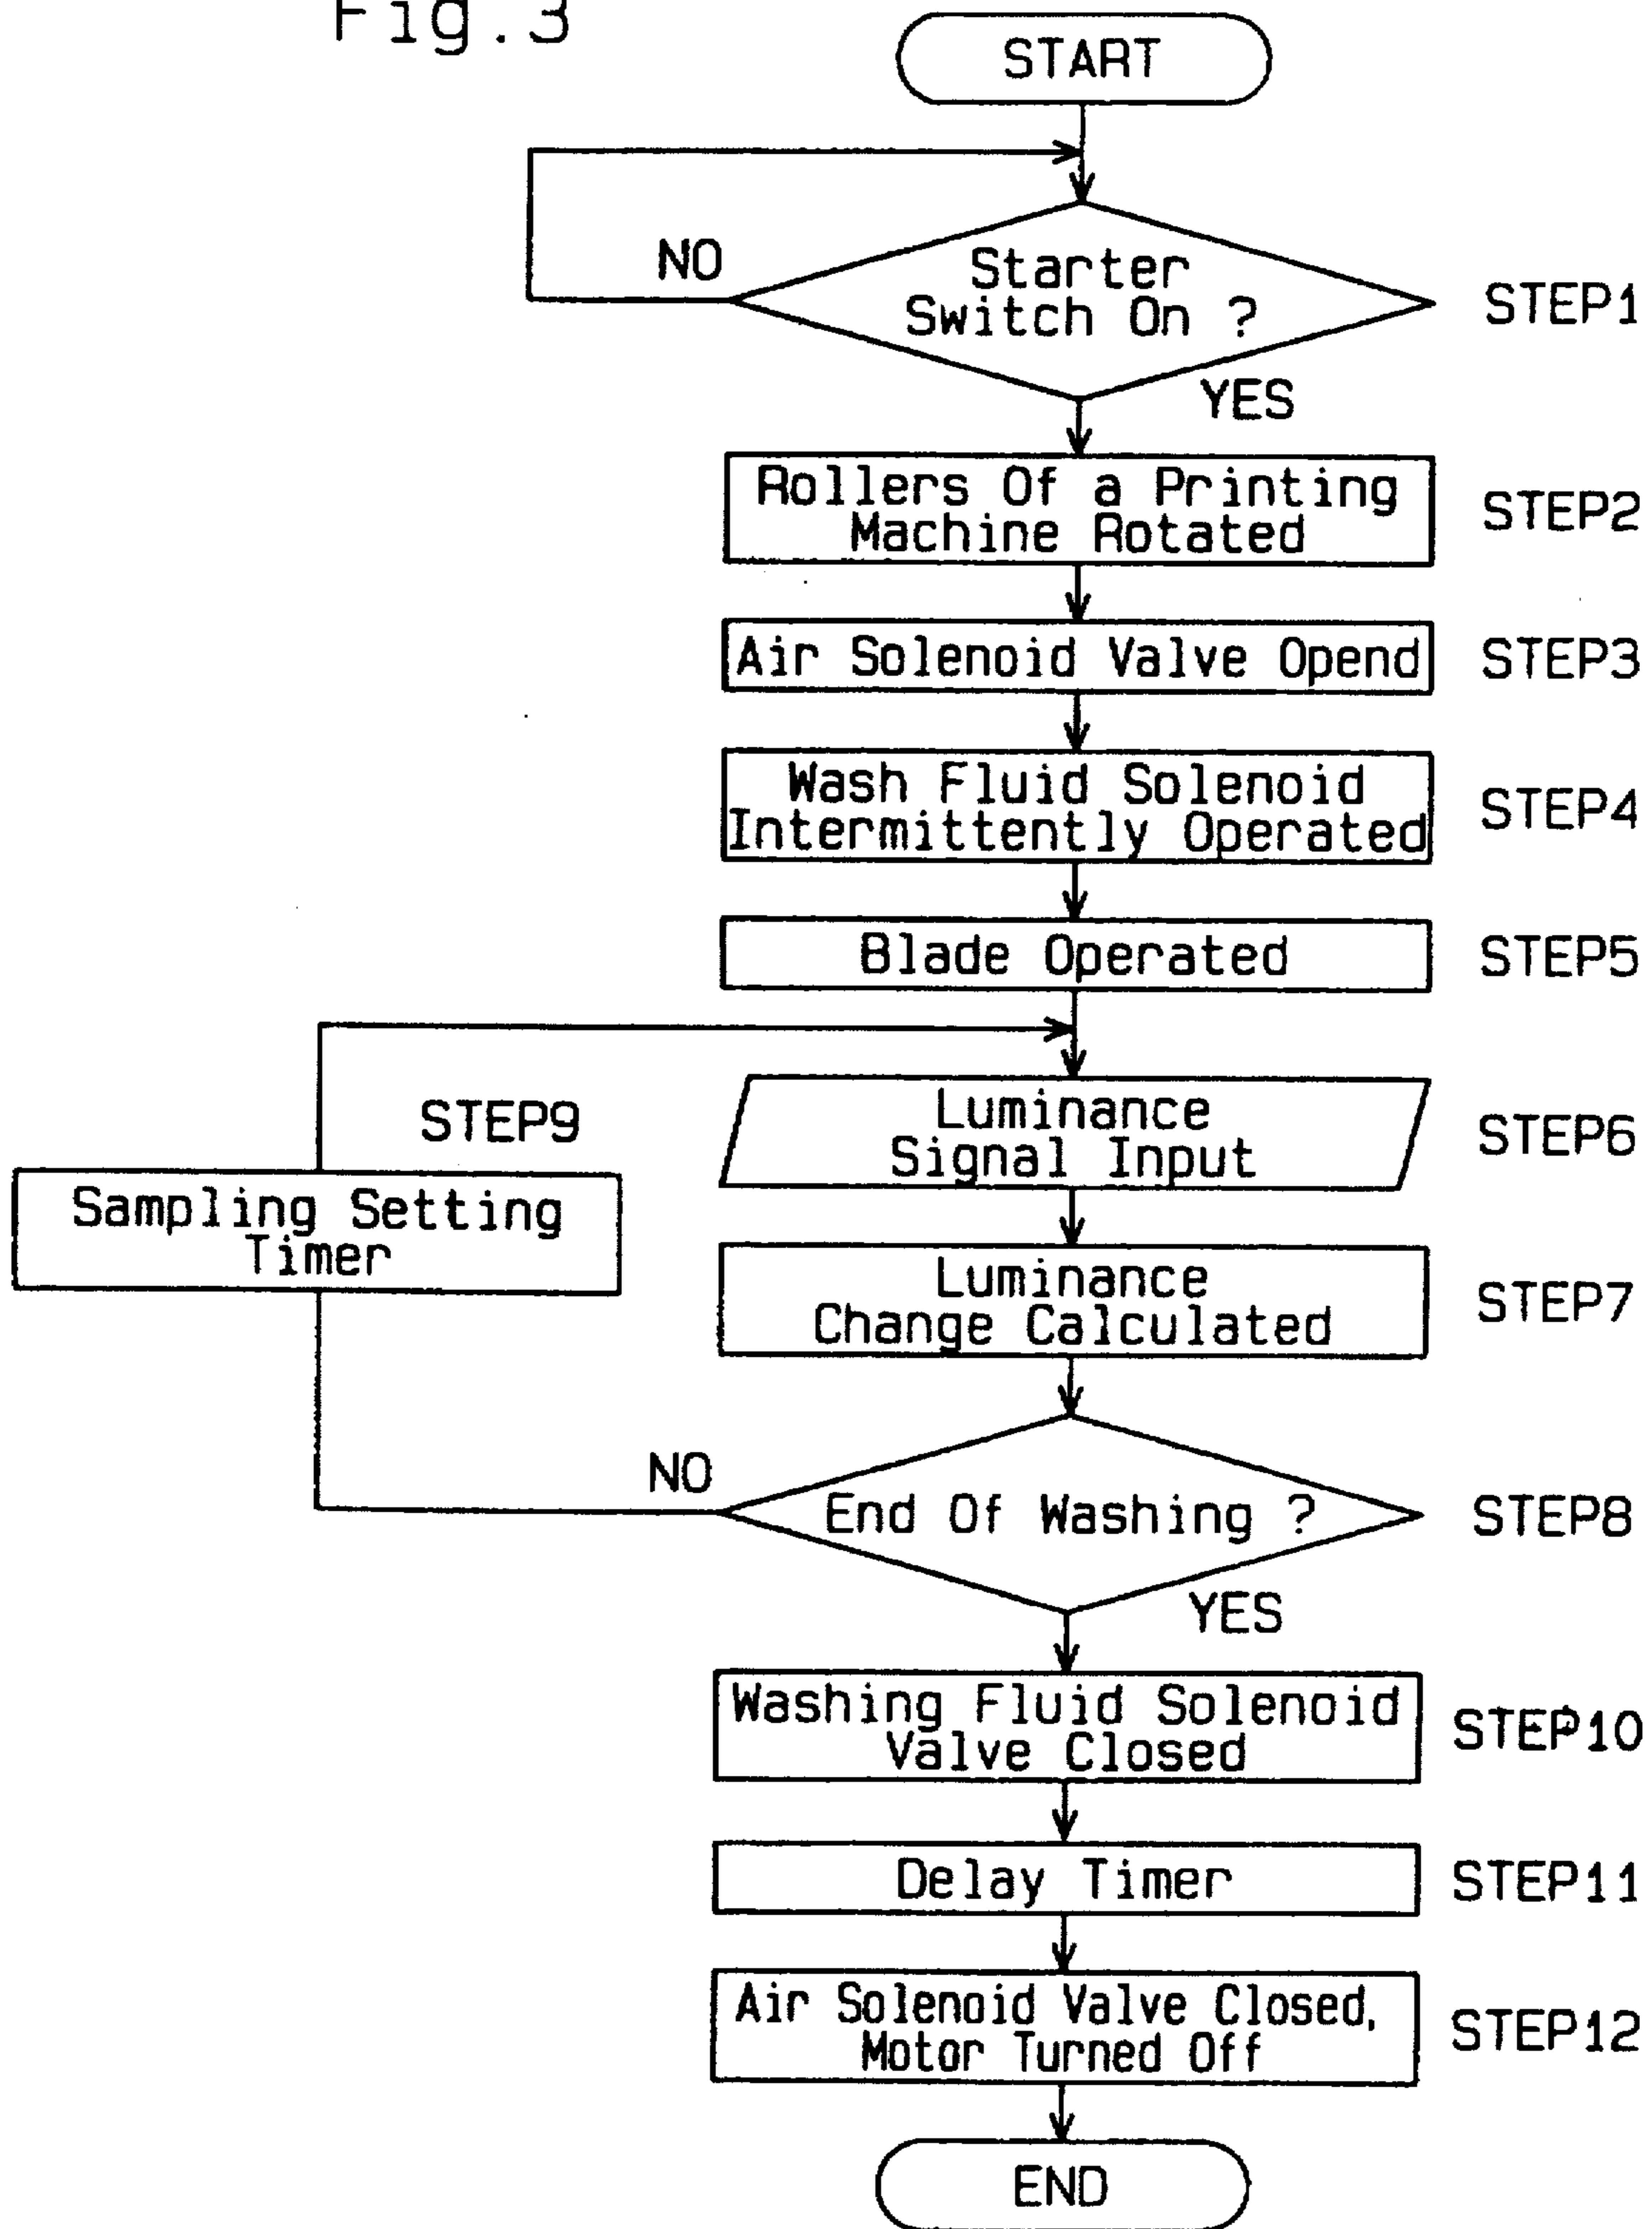 Fig.3
START
NO
Starter
Switch On ?
STEP1
YES
Rollers Of a Printing
Machine Rotated
STEP2
Air Solenoid Valve Opend
STEP3
Wash Fluid Solenoid
Intermittently Operated
STEP4
Blade Operated
STEP5
STEP9
Sampling Setting
Timer
Luminance
Signal Input
STEP6
Luminance
Change Calculated
STEP7
NO
End Of Washing ?
STEP8
YES
Washing Fluid Solenoid
Valve Closed
STEP10
Delay Timer
STEP11
Air Solenoid Valve Closed,
Motor Turned Off
STEP12
END